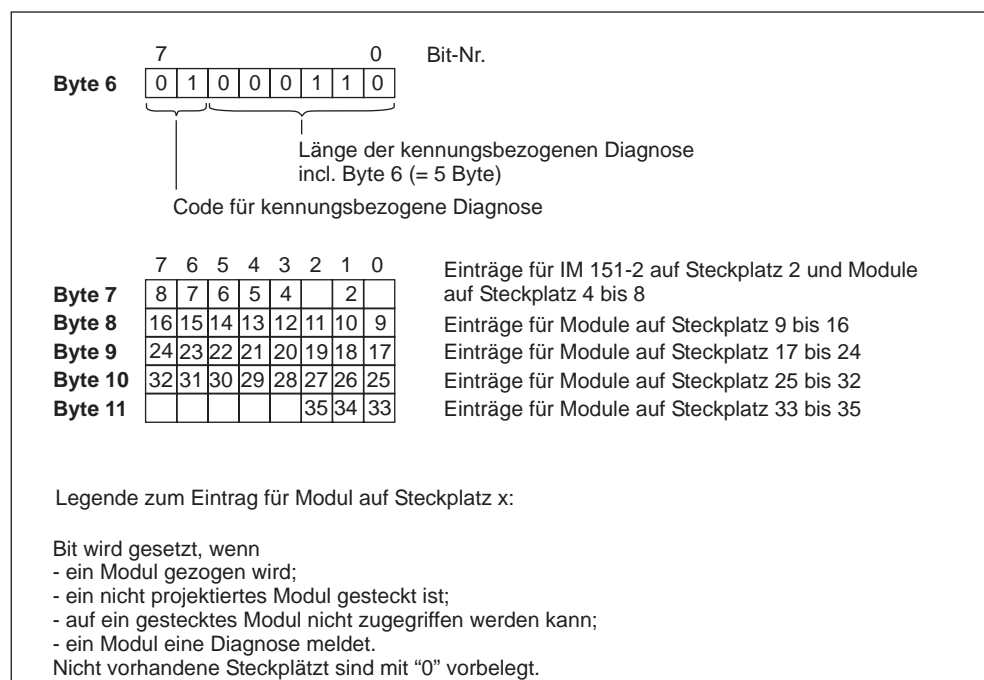 7 0 Bit-Nr.
Byte 6 0 1 0 0 0 1 1 0
Länge der kennungsbezogenen Diagnose
incl. Byte 6 (= 5 Byte)
Code für kennungsbezogene Diagnose
7 6 5 4 3 2 1 0
Einträge für IM 151-2 auf Steckplatz 2 und Module
Byte 7 8 7 6 5 4 2 auf Steckplatz 4 bis 8
Byte 8 16 15 14 13 12 11 10 9 Einträge für Module auf Steckplatz 9 bis 16
Byte 9 24 23 22 21 20 19 18 17 Einträge für Module auf Steckplatz 17 bis 24
Byte 10 32 31 30 29 28 27 26 25 Einträge für Module auf Steckplatz 25 bis 32
Byte 11 35 34 33 Einträge für Module auf Steckplatz 33 bis 35
Legende zum Eintrag für Modul auf Steckplatz x:
Bit wird gesetzt, wenn
- ein Modul gezogen wird;
- ein nicht projektiertes Modul gesteckt ist;
- auf ein gestecktes Modul nicht zugegriffen werden kann;
- ein Modul eine Diagnose meldet.
Nicht vorhandene Steckplätzt sind mit “0” vorbelegt.